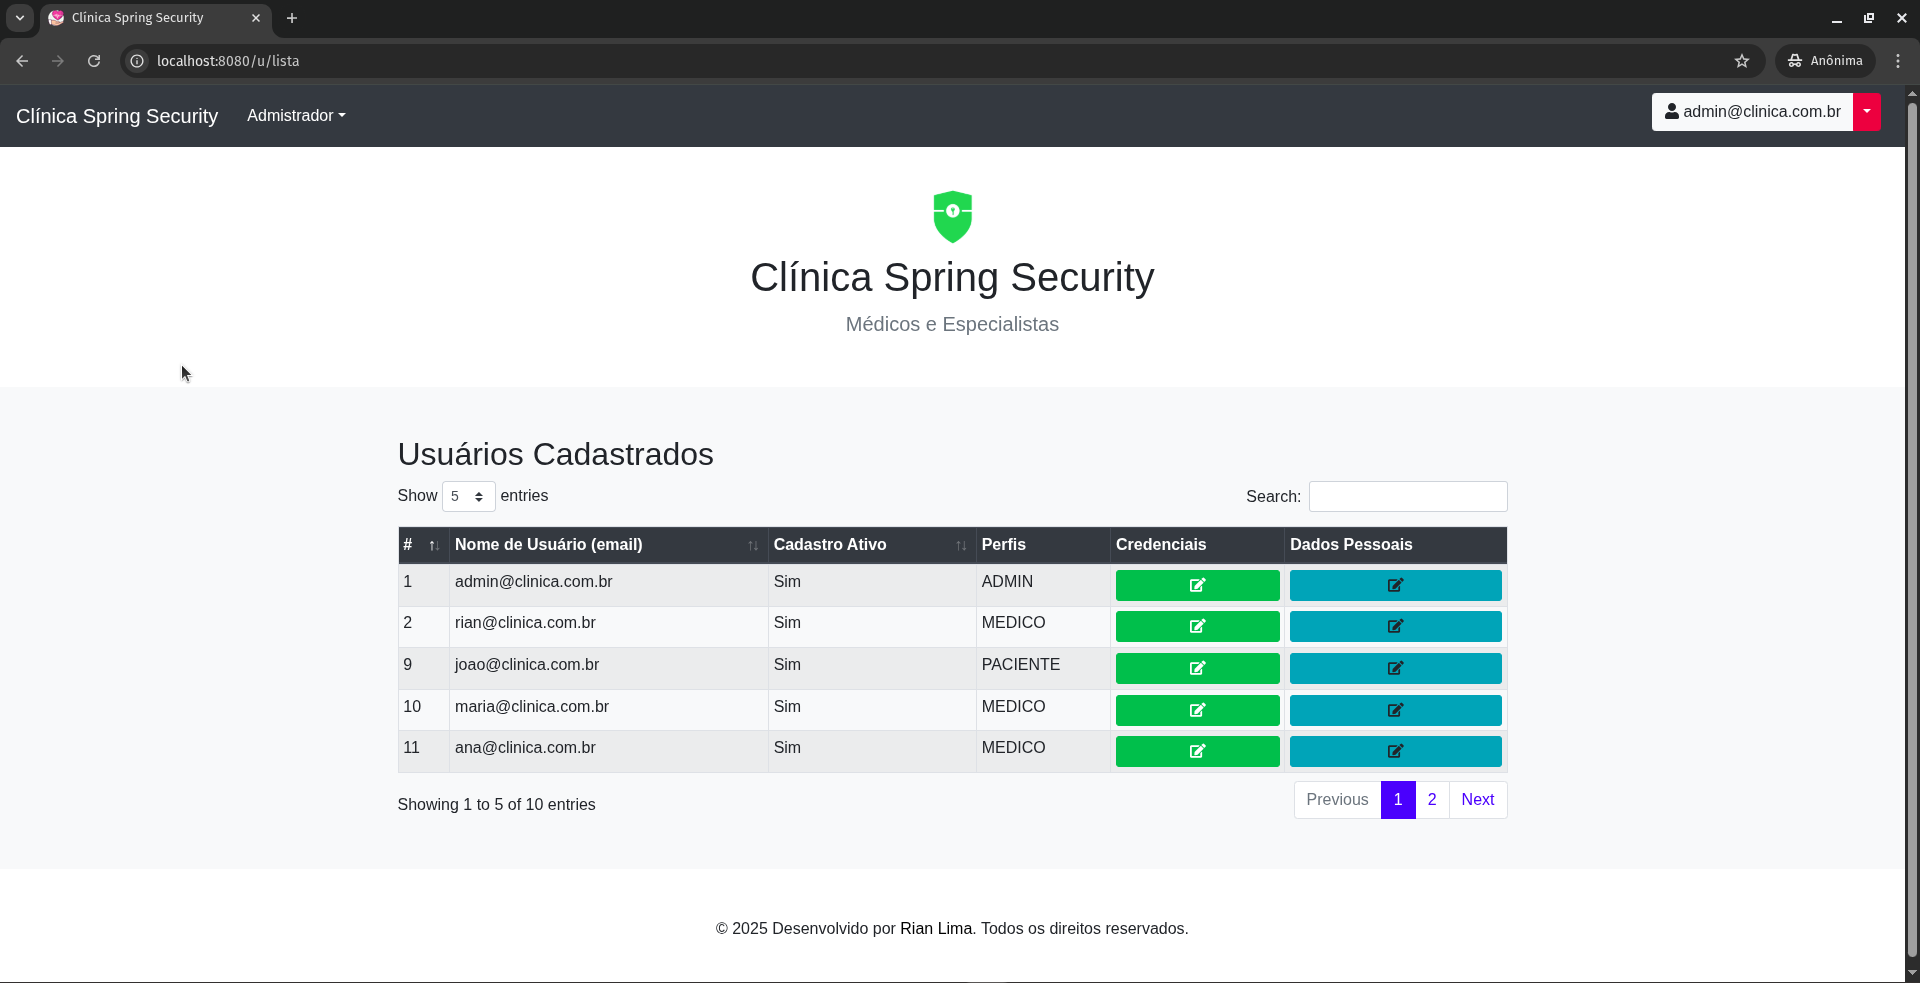 Clínica Spring Security
localhost:8080/u/lista
Anônima
Clínica Spring Security
Admistrador
admin@clinica.com.br
Clínica Spring Security
Médicos e Especialistas
Usuários Cadastrados
Show 5 entries
Search:
# Nome de Usuário (email) Cadastro Ativo Perfis Credenciais Dados Pessoais
1 admin@clinica.com.br Sim ADMIN
2 rian@clinica.com.br Sim MEDICO
9 joao@clinica.com.br Sim PACIENTE
10 maria@clinica.com.br Sim MEDICO
11 ana@clinica.com.br Sim MEDICO
Showing 1 to 5 of 10 entries
Previous 1 2 Next
© 2025 Desenvolvido por Rian Lima. Todos os direitos reservados.